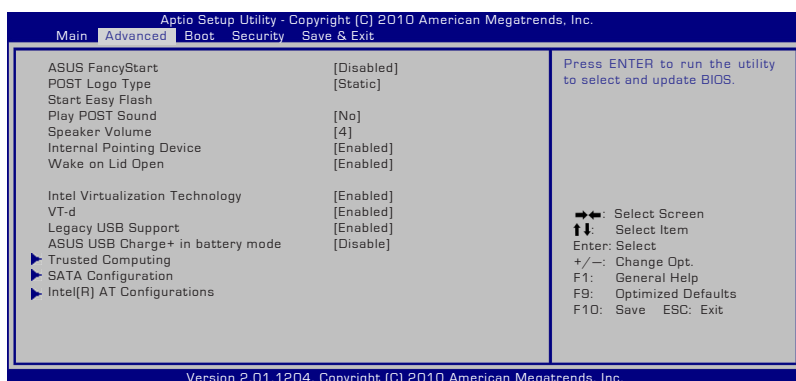 Aptio Setup Utility - Copyright (C) 2010 American Megatrends, Inc.
Main Advanced Boot Security Save & Exit
ASUS FancyStart [Disabled]
POST Logo Type [Static]
Start Easy Flash
Play POST Sound [No]
Speaker Volume [4]
Internal Pointing Device [Enabled]
Wake on Lid Open [Enabled]
Intel Virtualization Technology [Enabled]
VT-d [Enabled]
Legacy USB Support [Enabled]
ASUS USB Charge+ in battery mode [Disable]
Trusted Computing
SATA Configuration
Intel(R) AT Configurations
Press ENTER to run the utility
to select and update BIOS.
→←: Select Screen
↑↓: Select Item
Enter: Select
+/—: Change Opt.
F1: General Help
F9: Optimized Defaults
F10: Save ESC: Exit
Version 2.01.1204. Copyright (C) 2010 American Megatrends, Inc.